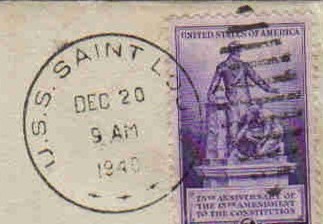 U.S.S. SAINT LOU
DEC 20
9 AM
1940
UNITED STATES OF AMERICA
75TH ANNIVERSARY OF
THE 13TH AMENDMENT
TO THE CONSTITUTION